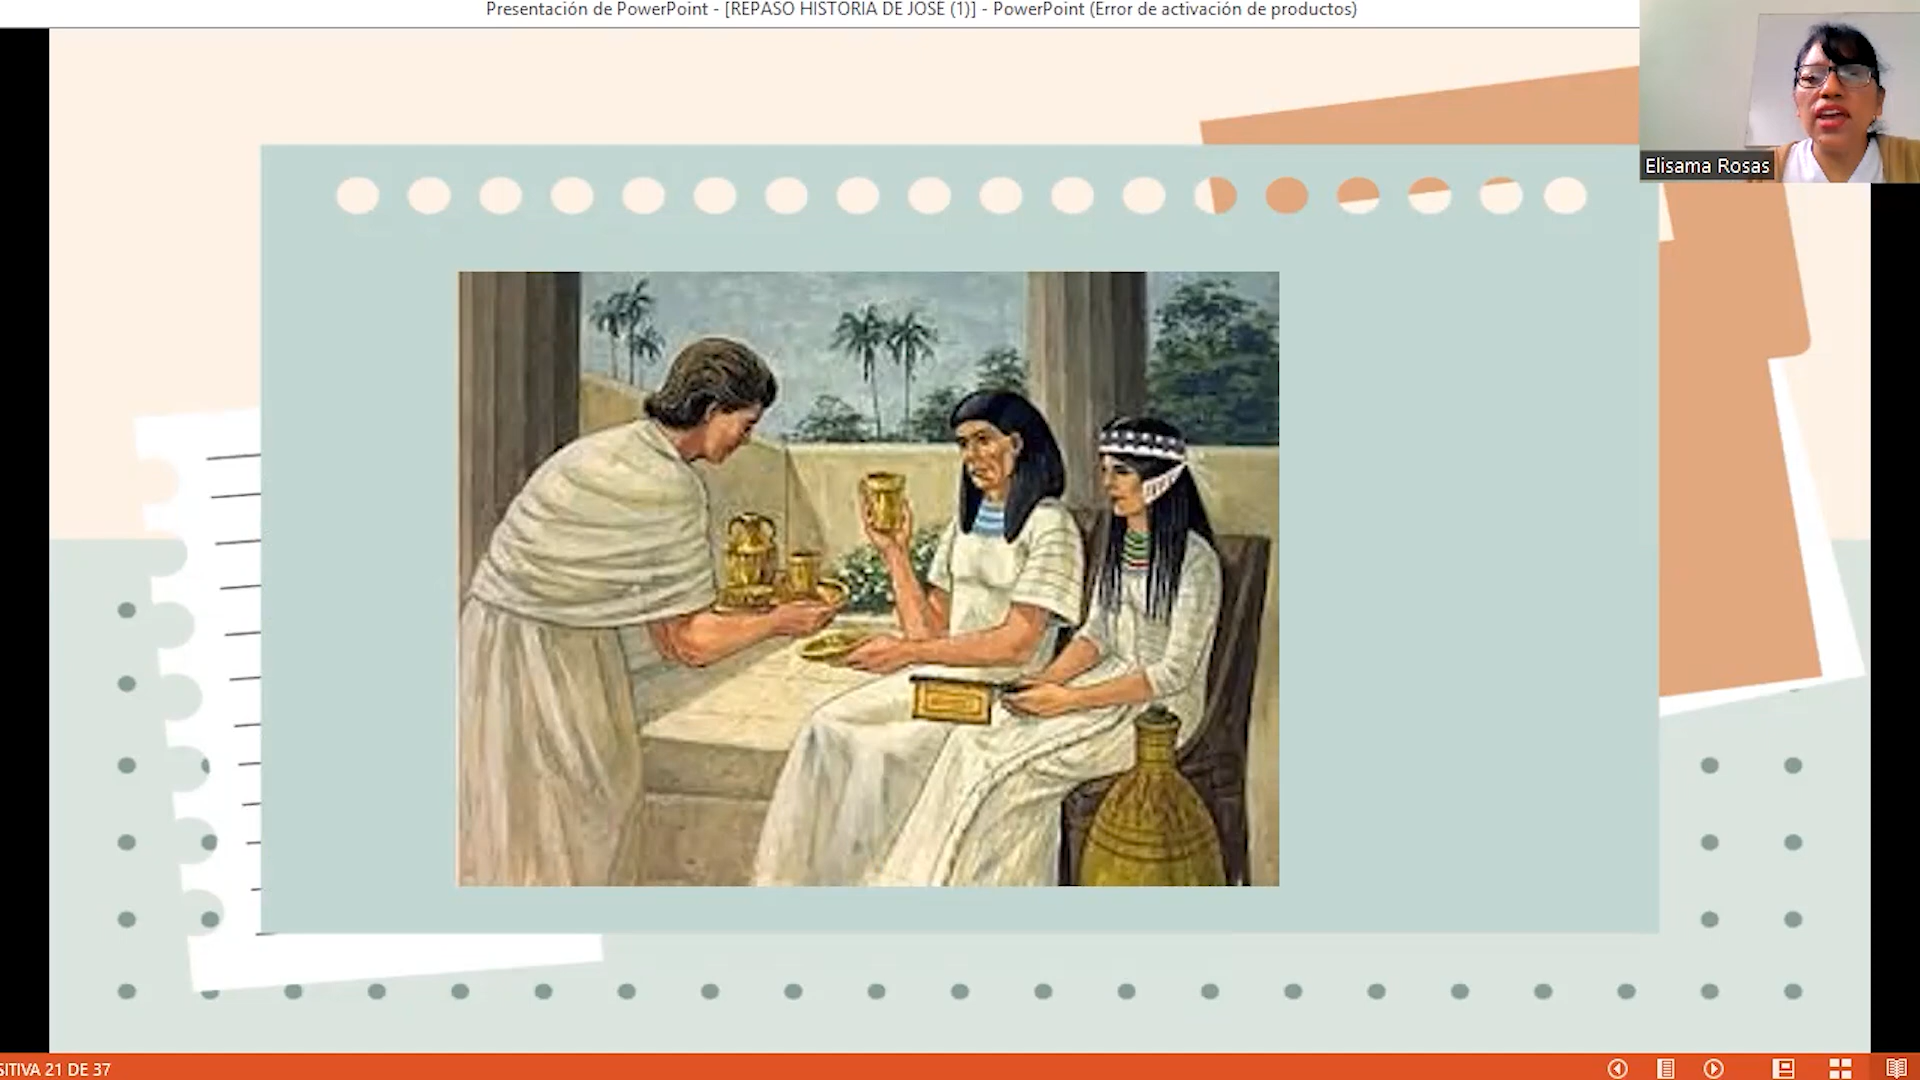 Presentación de PowerPoint - [REPASO HISTORIA DE JOSE (1)] - PowerPoint (Error de activación de productos)
Elisama Rosas
SITIVA 21 DE 37